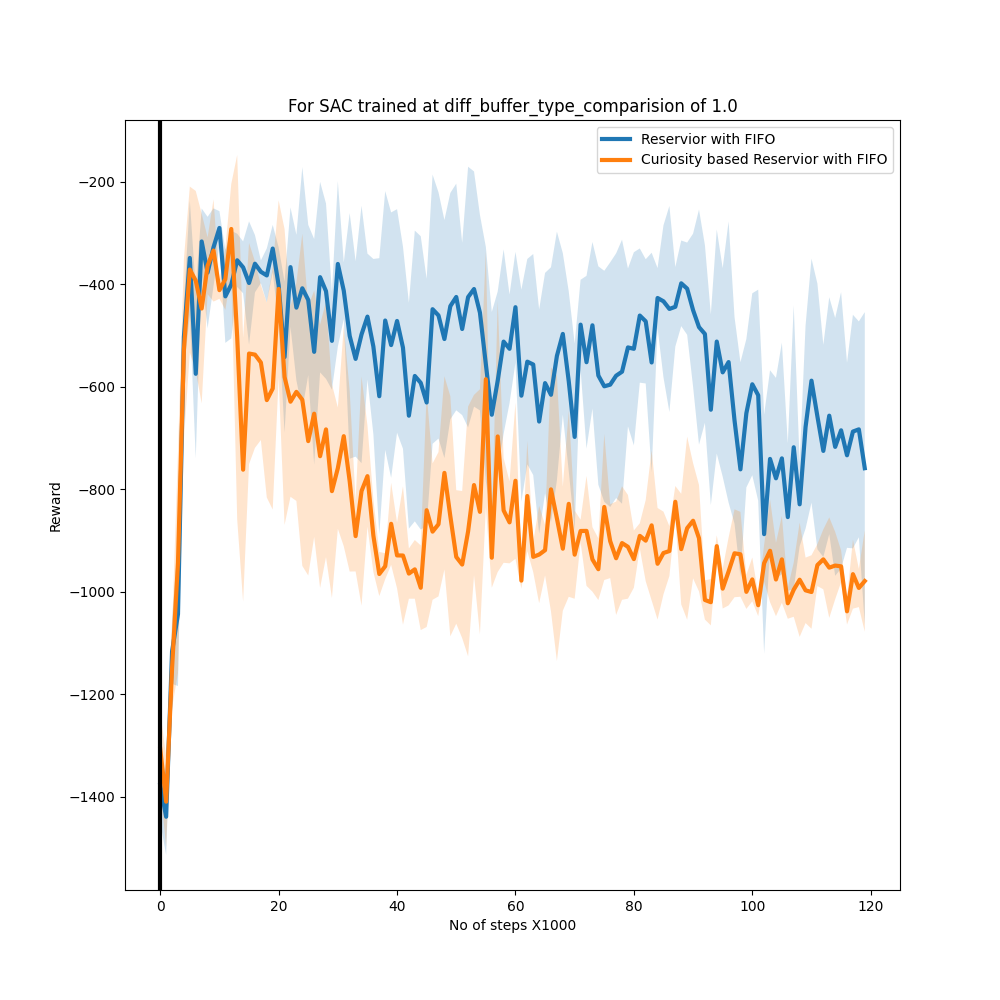 For SAC trained at diff_buffer_type_comparision of 1.0
Reservior with FIFO
Curiosity based Reservior with FIFO
Reward
−200
−400
−600
−800
−1000
−1200
−1400
0 20 40 60 80 100 120
No of steps X1000